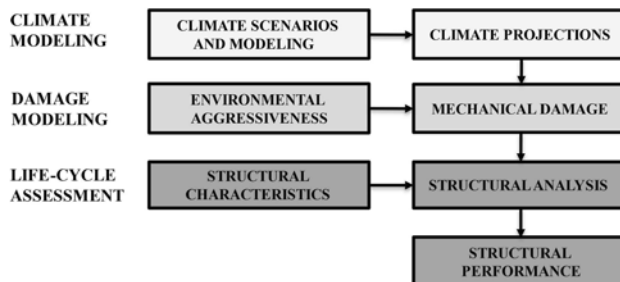 CLIMATE
MODELING
CLIMATE SCENARIOS
AND MODELING
CLIMATE PROJECTIONS
DAMAGE
MODELING
ENVIRONMENTAL
AGGRESSIVENESS
MECHANICAL DAMAGE
LIFE-CYCLE
ASSESSMENT
STRUCTURAL
CHARACTERISTICS
STRUCTURAL ANALYSIS
STRUCTURAL
PERFORMANCE